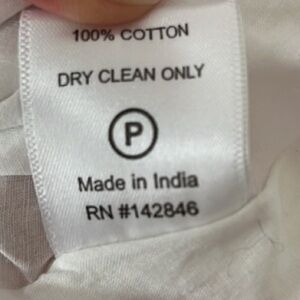 100% COTTON
DRY CLEAN ONLY
P
Made in India
RN #142846